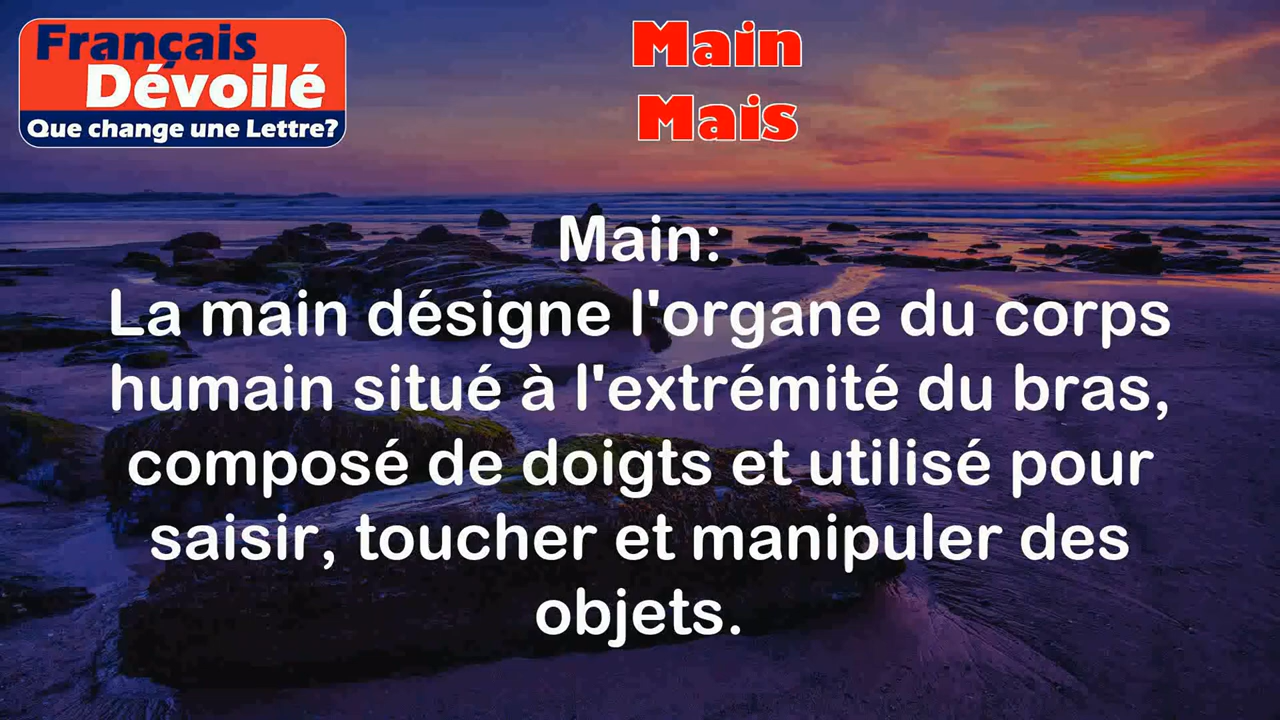 Français
Dévoilé
Que change une Lettre?
Main
Mais
Main:
La main désigne l'organe du corps
humain situé à l'extrémité du bras,
composé de doigts et utilisé pour
saisir, toucher et manipuler des
objets.